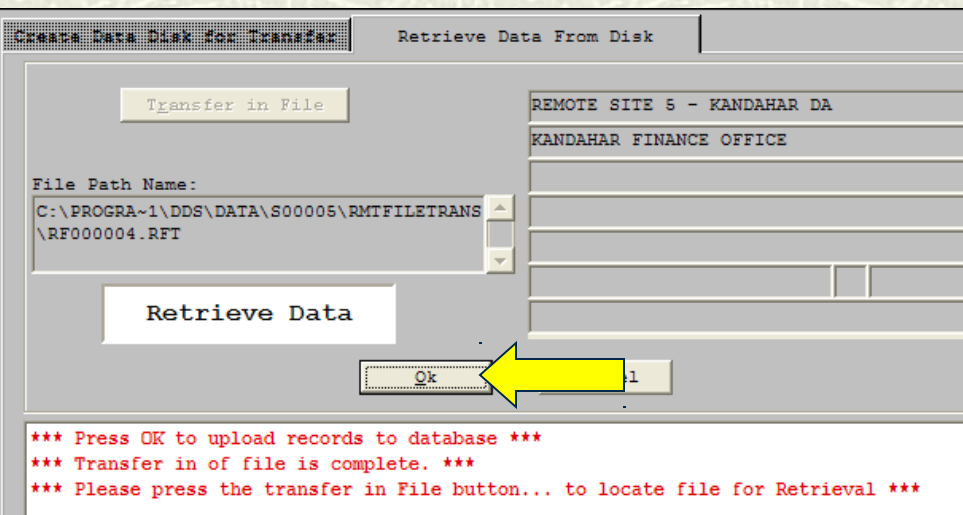 Create Data Disk for Transfer
Retrieve Data From Disk
Transfer in File
REMOTE SITE 5 - KANDAHAR DA
KANDAHAR FINANCE OFFICE
File Path Name:
C:\PROGRA~1\DDS\DATA\S00005\RMTFILETRANS
\RF000004.RFT
Retrieve Data
Ok
*** Press OK to upload records to database ***
*** Transfer in of file is complete. ***
*** Please press the transfer in File button... to locate file for Retrieval ***